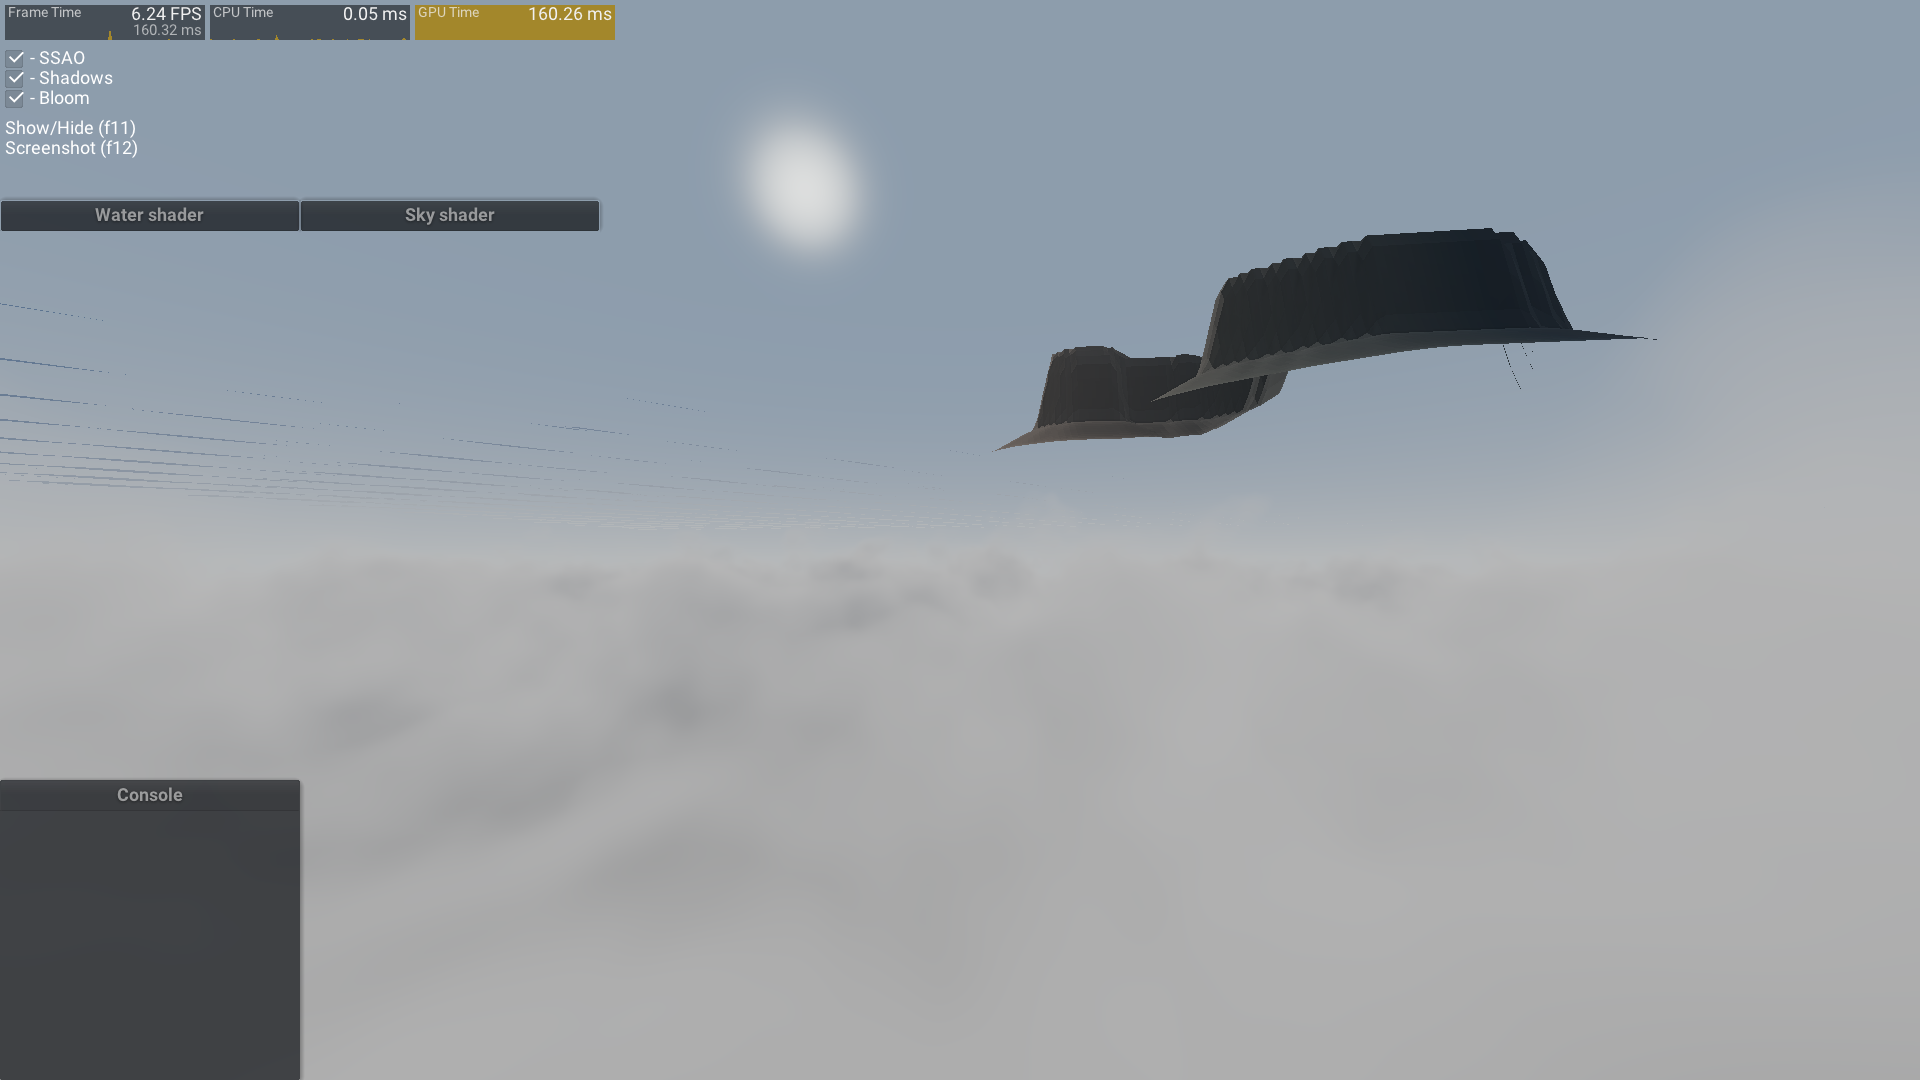 Frame Time 6.24 FPS CPU Time 0.05 ms GPU Time 160.26 ms
160.32 ms
- SSAO
- Shadows
- Bloom
Show/Hide (f11)
Screenshot (f12)
Water shader Sky shader
Console